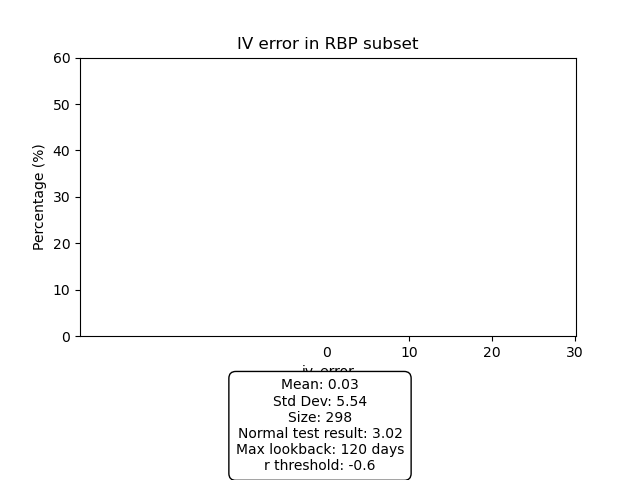 IV error in RBP subset
60
50
40
30
20
10
0
Percentage (%)
0 10 20 30
iv_error
Mean: 0.03
Std Dev: 5.54
Size: 298
Normal test result: 3.02
Max lookback: 120 days
r threshold: -0.6